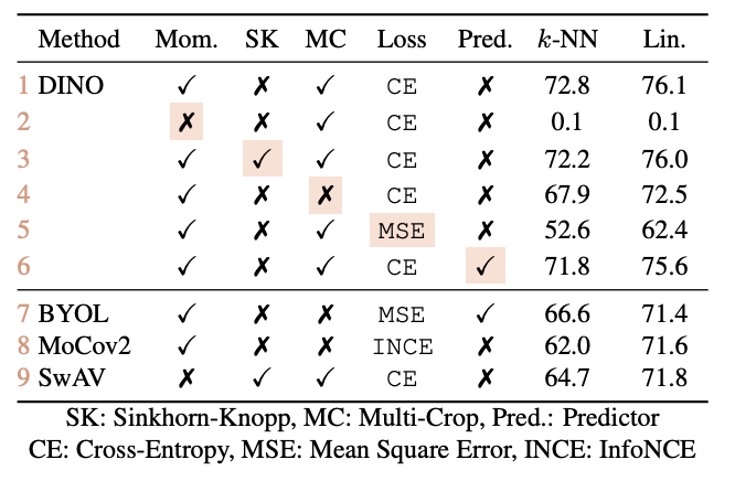 Method Mom. SK MC Loss Pred. k-NN Lin.
1 DINO ✓ ✗ ✓ CE ✗ 72.8 76.1
2 ✗ ✗ ✓ CE ✗ 0.1 0.1
3 ✓ ✓ ✓ CE ✗ 72.2 76.0
4 ✓ ✗ ✗ CE ✗ 67.9 72.5
5 ✓ ✗ ✓ MSE ✗ 52.6 62.4
6 ✓ ✗ ✓ CE ✓ 71.8 75.6
7 BYOL ✓ ✗ ✗ MSE ✓ 66.6 71.4
8 MoCov2 ✓ ✗ ✗ INCE ✗ 62.0 71.6
9 SwAV ✗ ✓ ✓ CE ✗ 64.7 71.8
SK: Sinkhorn-Knopp, MC: Multi-Crop, Pred.: Predictor
CE: Cross-Entropy, MSE: Mean Square Error, INCE: InfoNCE